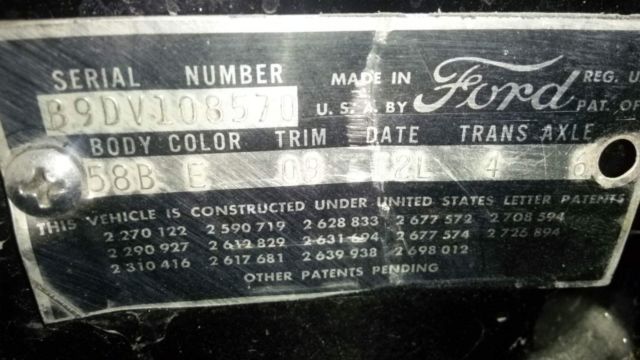 SERIAL NUMBER MADE IN Ford REG. U
B9DV108570 U. S. A. BY PAT. O
BODY COLOR TRIM DATE TRANS AXLE
58B E 09 2L 4 6
THIS VEHICLE IS CONSTRUCTED UNDER UNITED STATES LETTER PATENTS
2 270 122 2 590 719 2 628 833 2 677 572 2 708 594
2 290 927 2 612 829 2 631 694 2 677 574 2 726 894
2 310 416 2 617 681 2 639 938 2 698 012
OTHER PATENTS PENDING